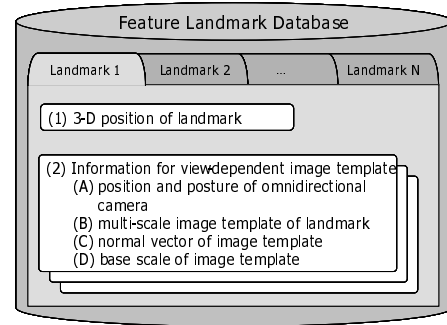 Feature Landmark Database
Landmark 1 Landmark 2 ... Landmark N
(1) 3-D position of landmark
(2) Information for view-dependent image template
(A) position and posture of omnidirectional
camera
(B) multi-scale image template of landmark
(C) normal vector of image template
(D) base scale of image template